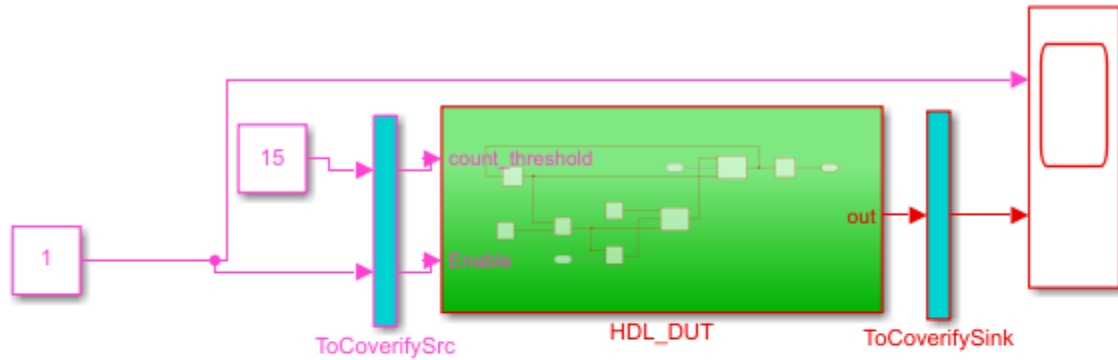 15
count_threshold
1
Enable
out
ToCoverifySrc
HDL_DUT
ToCoverifySink